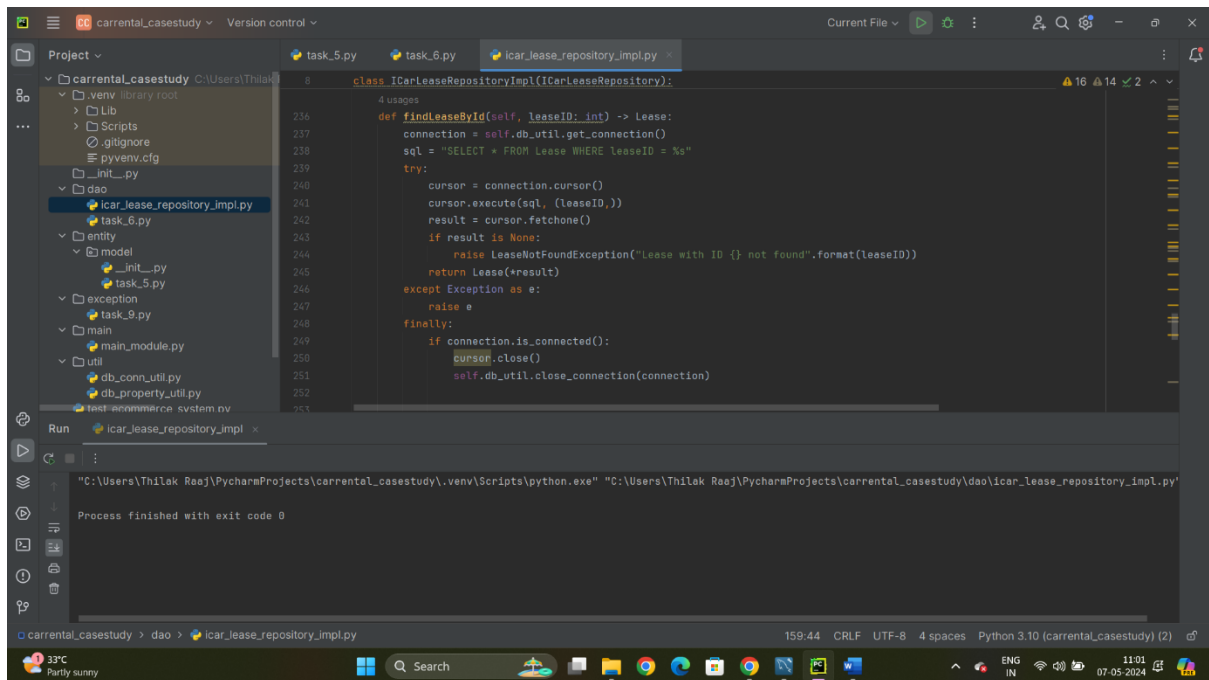 CC carrental_casestudy Version control Current File
Project
task_5.py task_6.py icar_lease_repository_impl.py
carrental_casestudy C:\Users\Thilak
.venv library root
Lib
Scripts
.gitignore
pyvenv.cfg
__init__.py
dao
icar_lease_repository_impl.py
task_6.py
entity
model
__init__.py
task_5.py
exception
task_9.py
main
main_module.py
util
db_conn_util.py
db_property_util.py
test_ecommerce_system.py
8 class ICarLeaseRepositoryImpl(ICarLeaseRepository): 16 14 2
4 usages
236 def findLeaseById(self, leaseID: int) -> Lease:
237 connection = self.db_util.get_connection()
238 sql = "SELECT * FROM Lease WHERE leaseID = %s"
239 try:
240 cursor = connection.cursor()
241 cursor.execute(sql, (leaseID,))
242 result = cursor.fetchone()
243 if result is None:
244 raise LeaseNotFoundException("Lease with ID {} not found".format(leaseID))
245 return Lease(*result)
246 except Exception as e:
247 raise e
248 finally:
249 if connection.is_connected():
250 cursor.close()
251 self.db_util.close_connection(connection)
252
253
Run icar_lease_repository_impl
"C:\Users\Thilak Raaj\PycharmProjects\carrental_casestudy\.venv\Scripts\python.exe" "C:\Users\Thilak Raaj\PycharmProjects\carrental_casestudy\dao\icar_lease_repository_impl.py"
Process finished with exit code 0
carrental_casestudy > dao > icar_lease_repository_impl.py 159:44 CRLF UTF-8 4 spaces Python 3.10 (carrental_casestudy) (2)
1 33°C
Partly sunny
Search
ENG
IN
11:01
07-05-2024